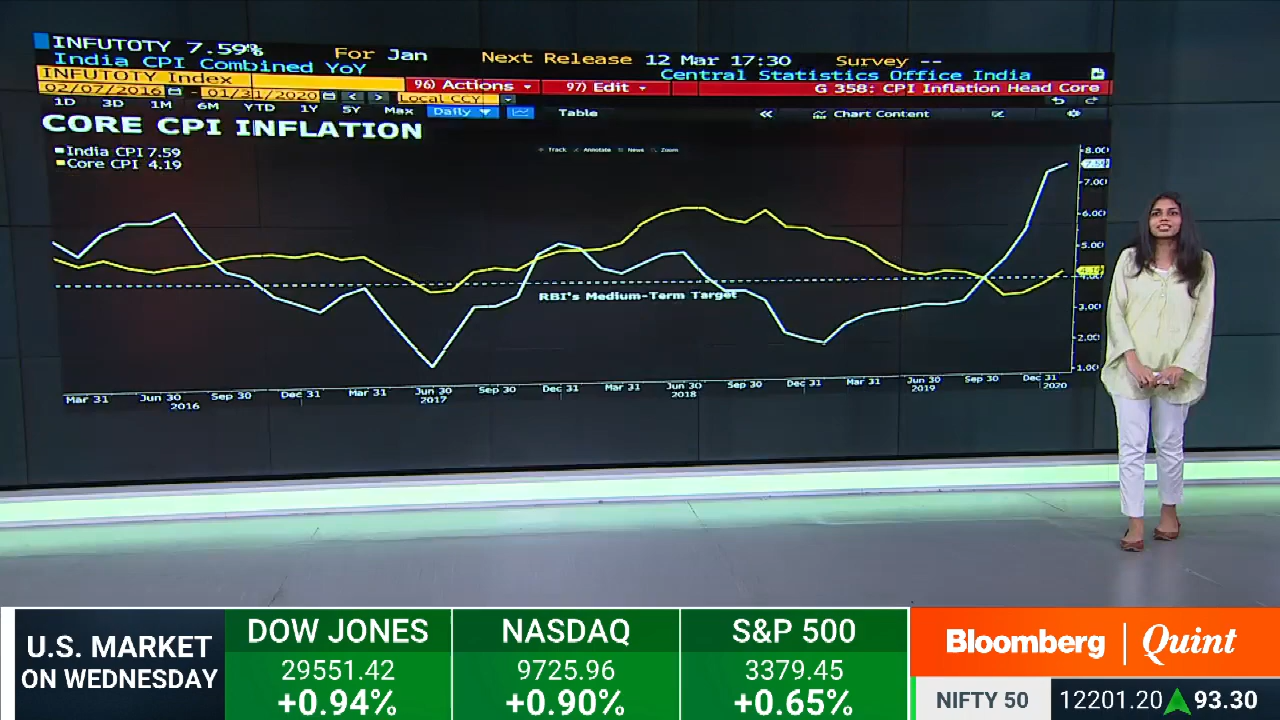 INFUTOTY 7.59% For Jan Next Release 12 Mar 17:30 Survey --
India CPI Combined YoY Central Statistics Office India
INFUTOTY Index 96) Actions 97) Edit G 358: CPI Inflation Head Core
02/07/2016 - 01/31/2020 < > Local CCY
1D 3D 1M 6M YTD 1Y 5Y Max Daily Table « Chart Content
CORE CPI INFLATION
Track Annotate News Zoom
India CPI 7.59
Core CPI 4.19
8.00
7.00
6.00
5.00
4.19
4.00
3.00
2.00
1.00
RBI's Medium-Term Target
Mar 31 Jun 30 Sep 30 Dec 31 Mar 31 Jun 30 Sep 30 Dec 31 Mar 31 Jun 30 Sep 30 Dec 31 Mar 31 Jun 30 Sep 30 Dec 31
2016 2017 2018 2019 2020
U.S. MARKET
ON WEDNESDAY
DOW JONES
29551.42
+0.94%
NASDAQ
9725.96
+0.90%
S&P 500
3379.45
+0.65%
Bloomberg | Quint
NIFTY 50 12201.20 93.30